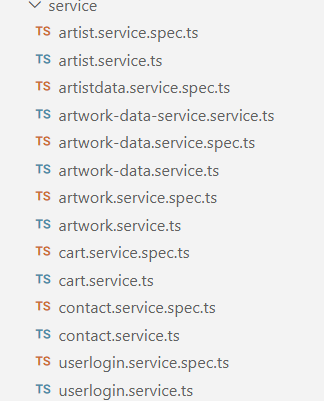 service
TS artist.service.spec.ts
TS artist.service.ts
TS artistdata.service.spec.ts
TS artwork-data-service.service.ts
TS artwork-data.service.spec.ts
TS artwork-data.service.ts
TS artwork.service.spec.ts
TS artwork.service.ts
TS cart.service.spec.ts
TS cart.service.ts
TS contact.service.spec.ts
TS contact.service.ts
TS userlogin.service.spec.ts
TS userlogin.service.ts